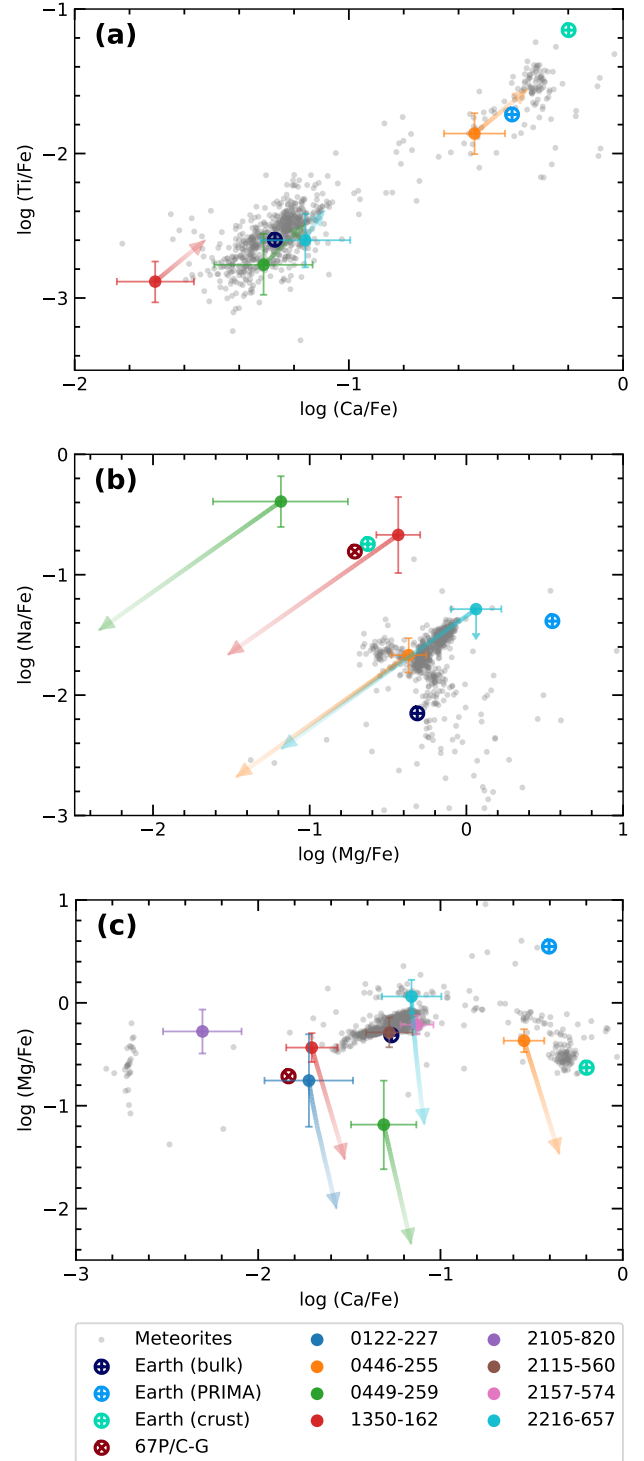 (a)
−1
−2
−3
log (Ti/Fe)
−2
−1
0
log (Ca/Fe)
(b)
0
−1
−2
−3
log (Na/Fe)
−2
−1
0
1
log (Mg/Fe)
(c)
1
0
−1
−2
log (Mg/Fe)
−3
−2
−1
0
log (Ca/Fe)
Meteorites
Earth (bulk)
Earth (PRIMA)
Earth (crust)
67P/C-G
0122-227
0446-255
0449-259
1350-162
2105-820
2115-560
2157-574
2216-657